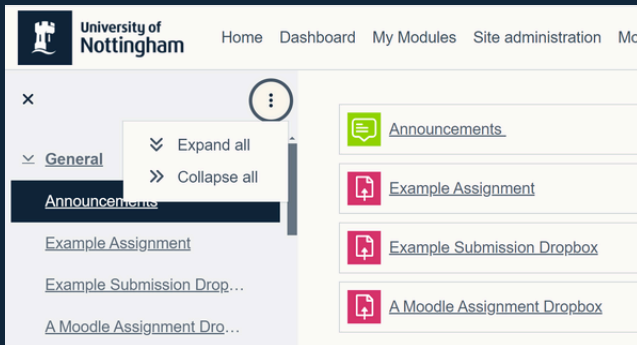 University of
Nottingham
Home Dashboard My Modules Site administration Mo
Expand all
Collapse all
General
Announcements
Example Assignment
Example Submission Drop…
A Moodle Assignment Dro…
Announcements
Example Assignment
Example Submission Dropbox
A Moodle Assignment Dropbox